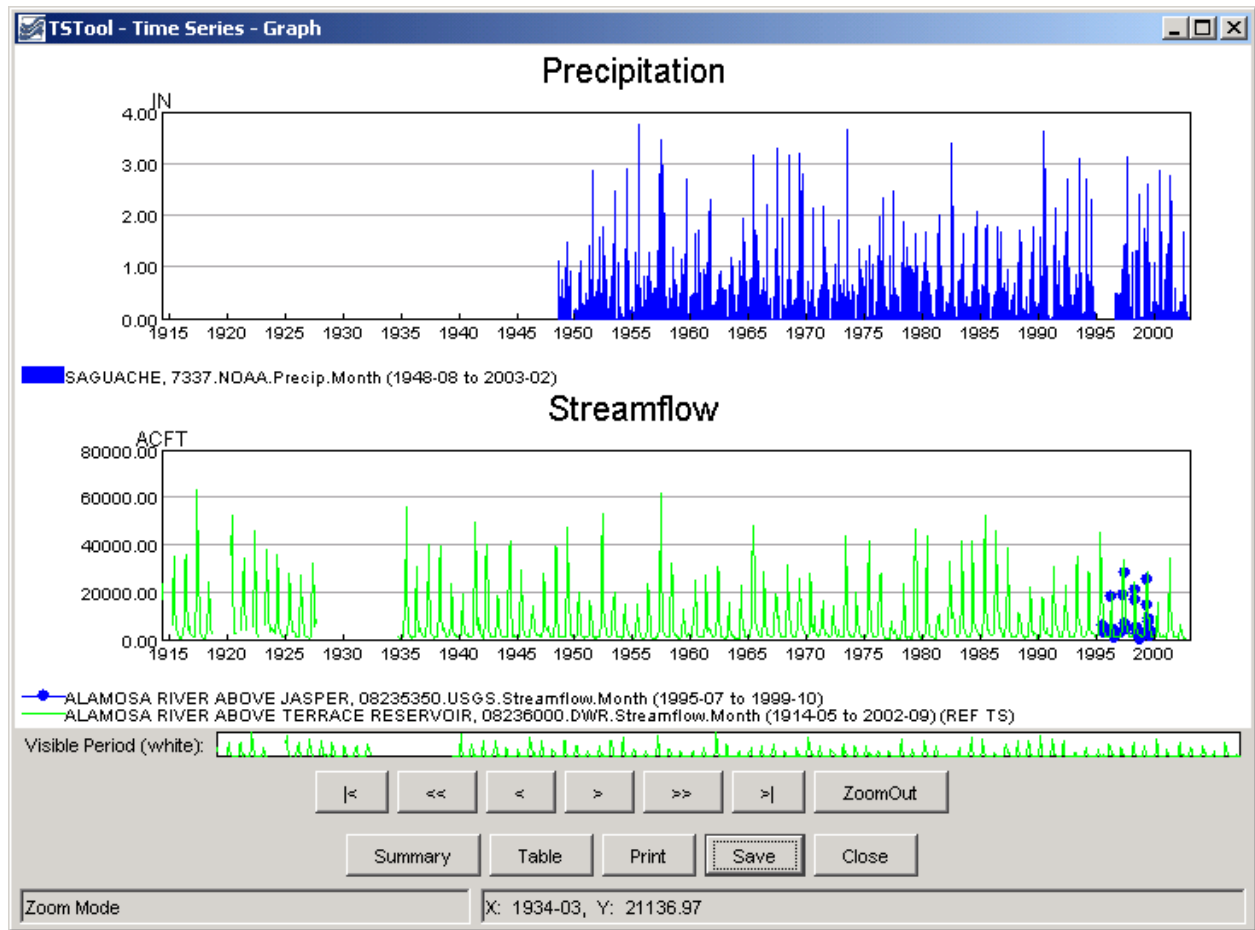 TSTool - Time Series - Graph
Precipitation
IN
4.00
3.00
2.00
1.00
0.00
1915 1920 1925 1930 1935 1940 1945 1950 1955 1960 1965 1970 1975 1980 1985 1990 1995 2000
SAGUACHE, 7337.NOAA.Precip.Month (1948-08 to 2003-02)
Streamflow
ACFT
80000.00
60000.00
40000.00
20000.00
0.00
1915 1920 1925 1930 1935 1940 1945 1950 1955 1960 1965 1970 1975 1980 1985 1990 1995 2000
ALAMOSA RIVER ABOVE JASPER, 08235350.USGS.Streamflow.Month (1995-07 to 1999-10)
ALAMOSA RIVER ABOVE TERRACE RESERVOIR, 08236000.DWR.Streamflow.Month (1914-05 to 2002-09) (REF TS)
Visible Period (white):
|< << < > >> >| ZoomOut
Summary Table Print Save Close
Zoom Mode X: 1934-03, Y: 21136.97